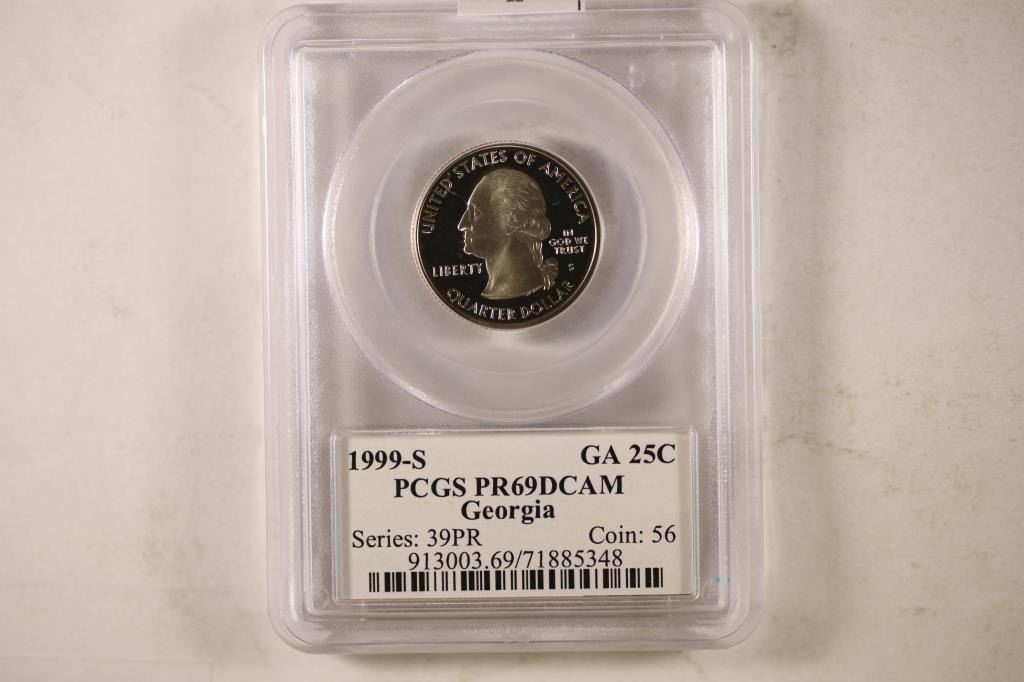 UNITED STATES OF AMERICA
LIBERTY
IN
GOD WE
TRUST
S
QUARTER DOLLAR
1999-S GA 25C
PCGS PR69DCAM
Georgia
Series: 39PR Coin: 56
913003.69/71885348